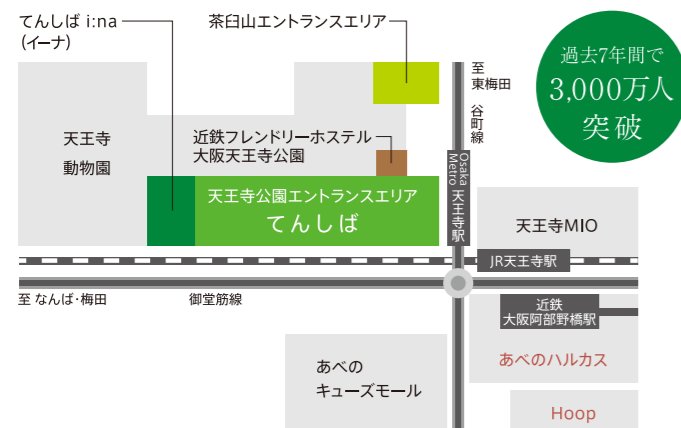 てんしば i:na
(イーナ)
茶臼山エントランスエリア
過去7年間で
3,000万人
突破
至
東梅田
谷町線
天王寺
動物園
近鉄フレンドリーホステル
大阪天王寺公園
Osaka
Metro
天王寺駅
天王寺公園エントランスエリア
てんしば
天王寺MIO
JR天王寺駅
至 なんば・梅田
御堂筋線
近鉄
大阪阿部野橋駅
あべのハルカス
あべの
キューズモール
Hoop